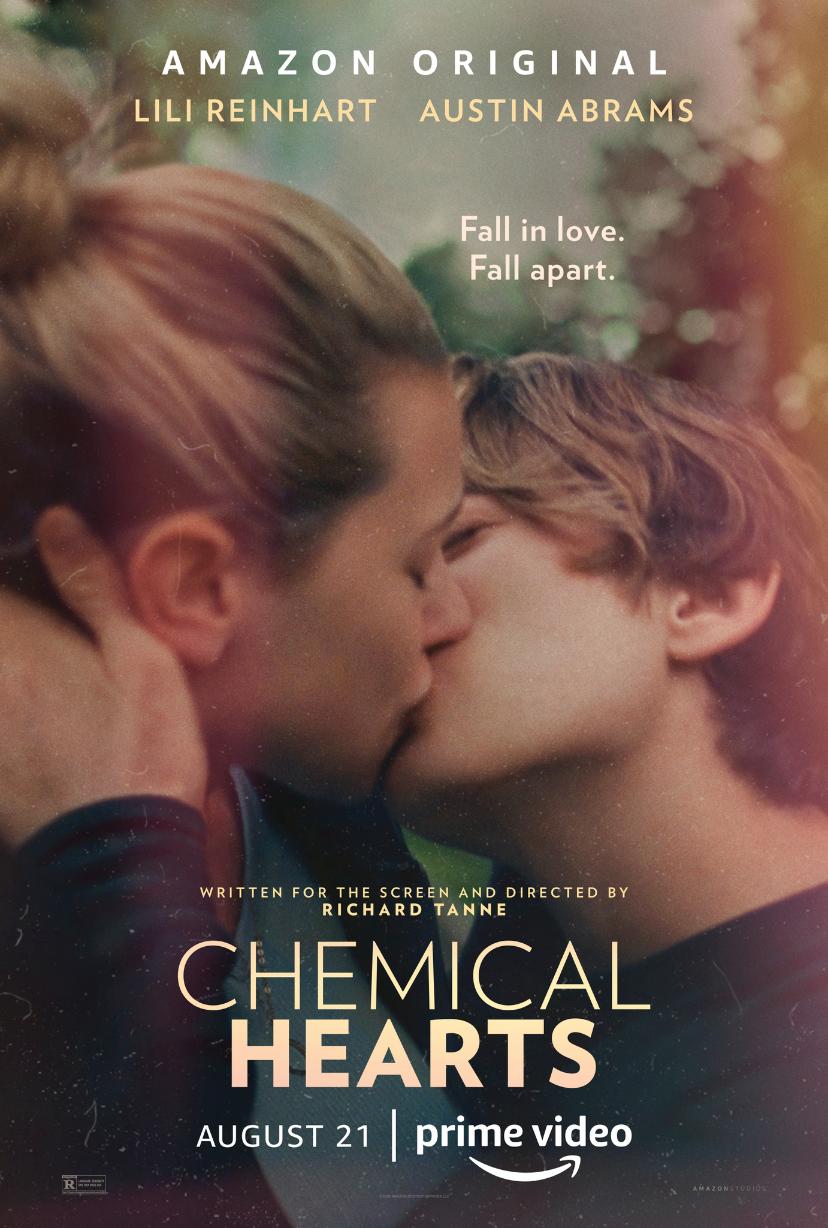 AMAZON ORIGINAL
LILI REINHART AUSTIN ABRAMS
Fall in love.
Fall apart.
WRITTEN FOR THE SCREEN AND DIRECTED BY
RICHARD TANNE
CHEMICAL
HEARTS
AUGUST 21 | prime video
R
AMAZON STUDIOS